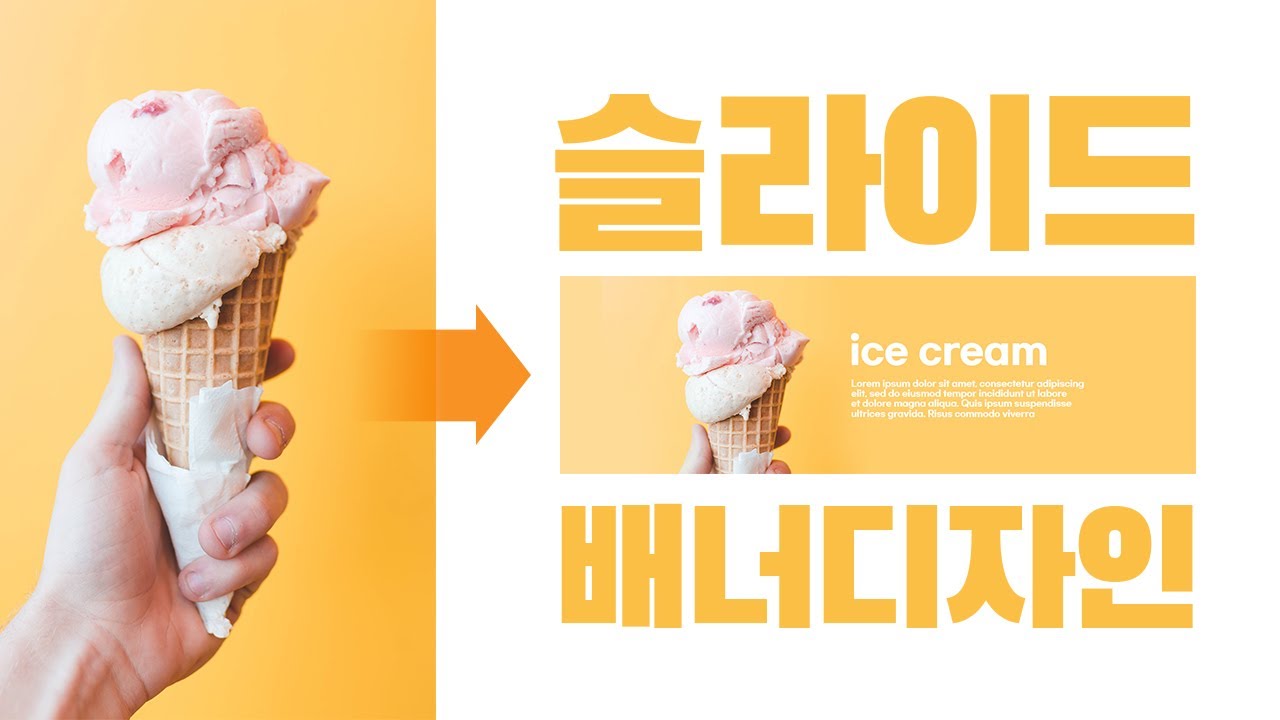 슬라이드
ice cream
Lorem ipsum dolor sit amet, consectetur adipiscing
elit, sed do eiusmod tempor incididunt ut labore
et dolore magna aliqua. Quis ipsum suspendisse
ultrices gravida. Risus commodo viverra
배너디자인